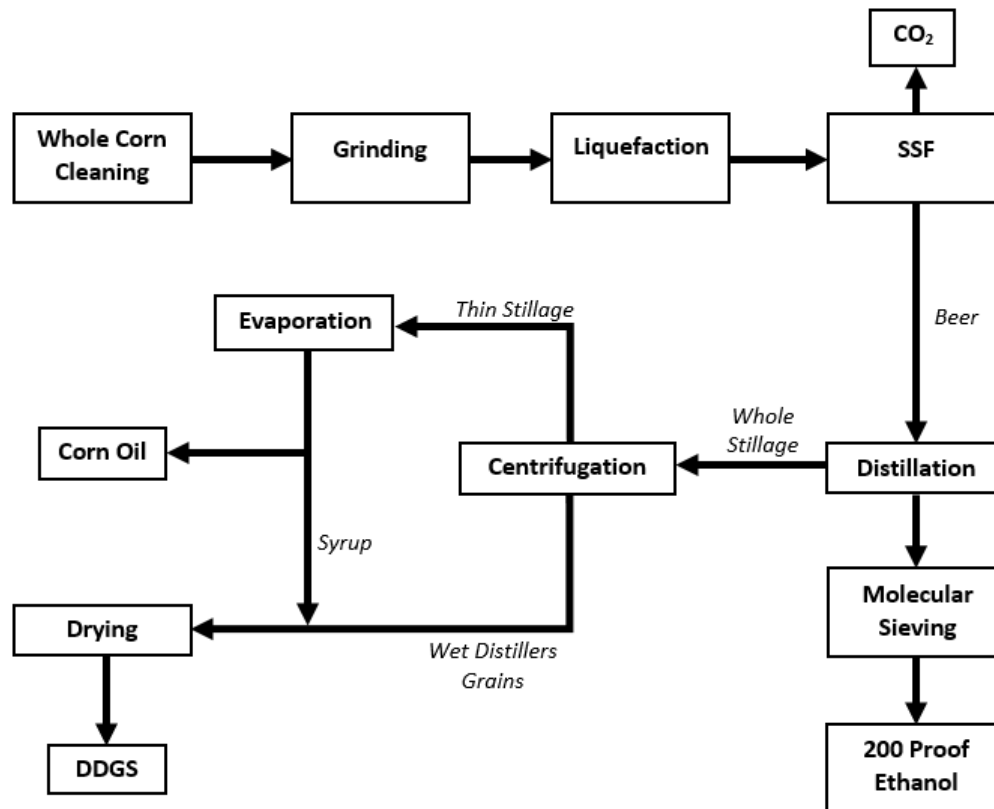 CO₂
Whole Corn
Cleaning
Grinding
Liquefaction
SSF
Evaporation
Thin Stillage
Beer
Corn Oil
Centrifugation
Whole
Stillage
Distillation
Syrup
Drying
Wet Distillers
Grains
Molecular
Sieving
DDGS
200 Proof
Ethanol